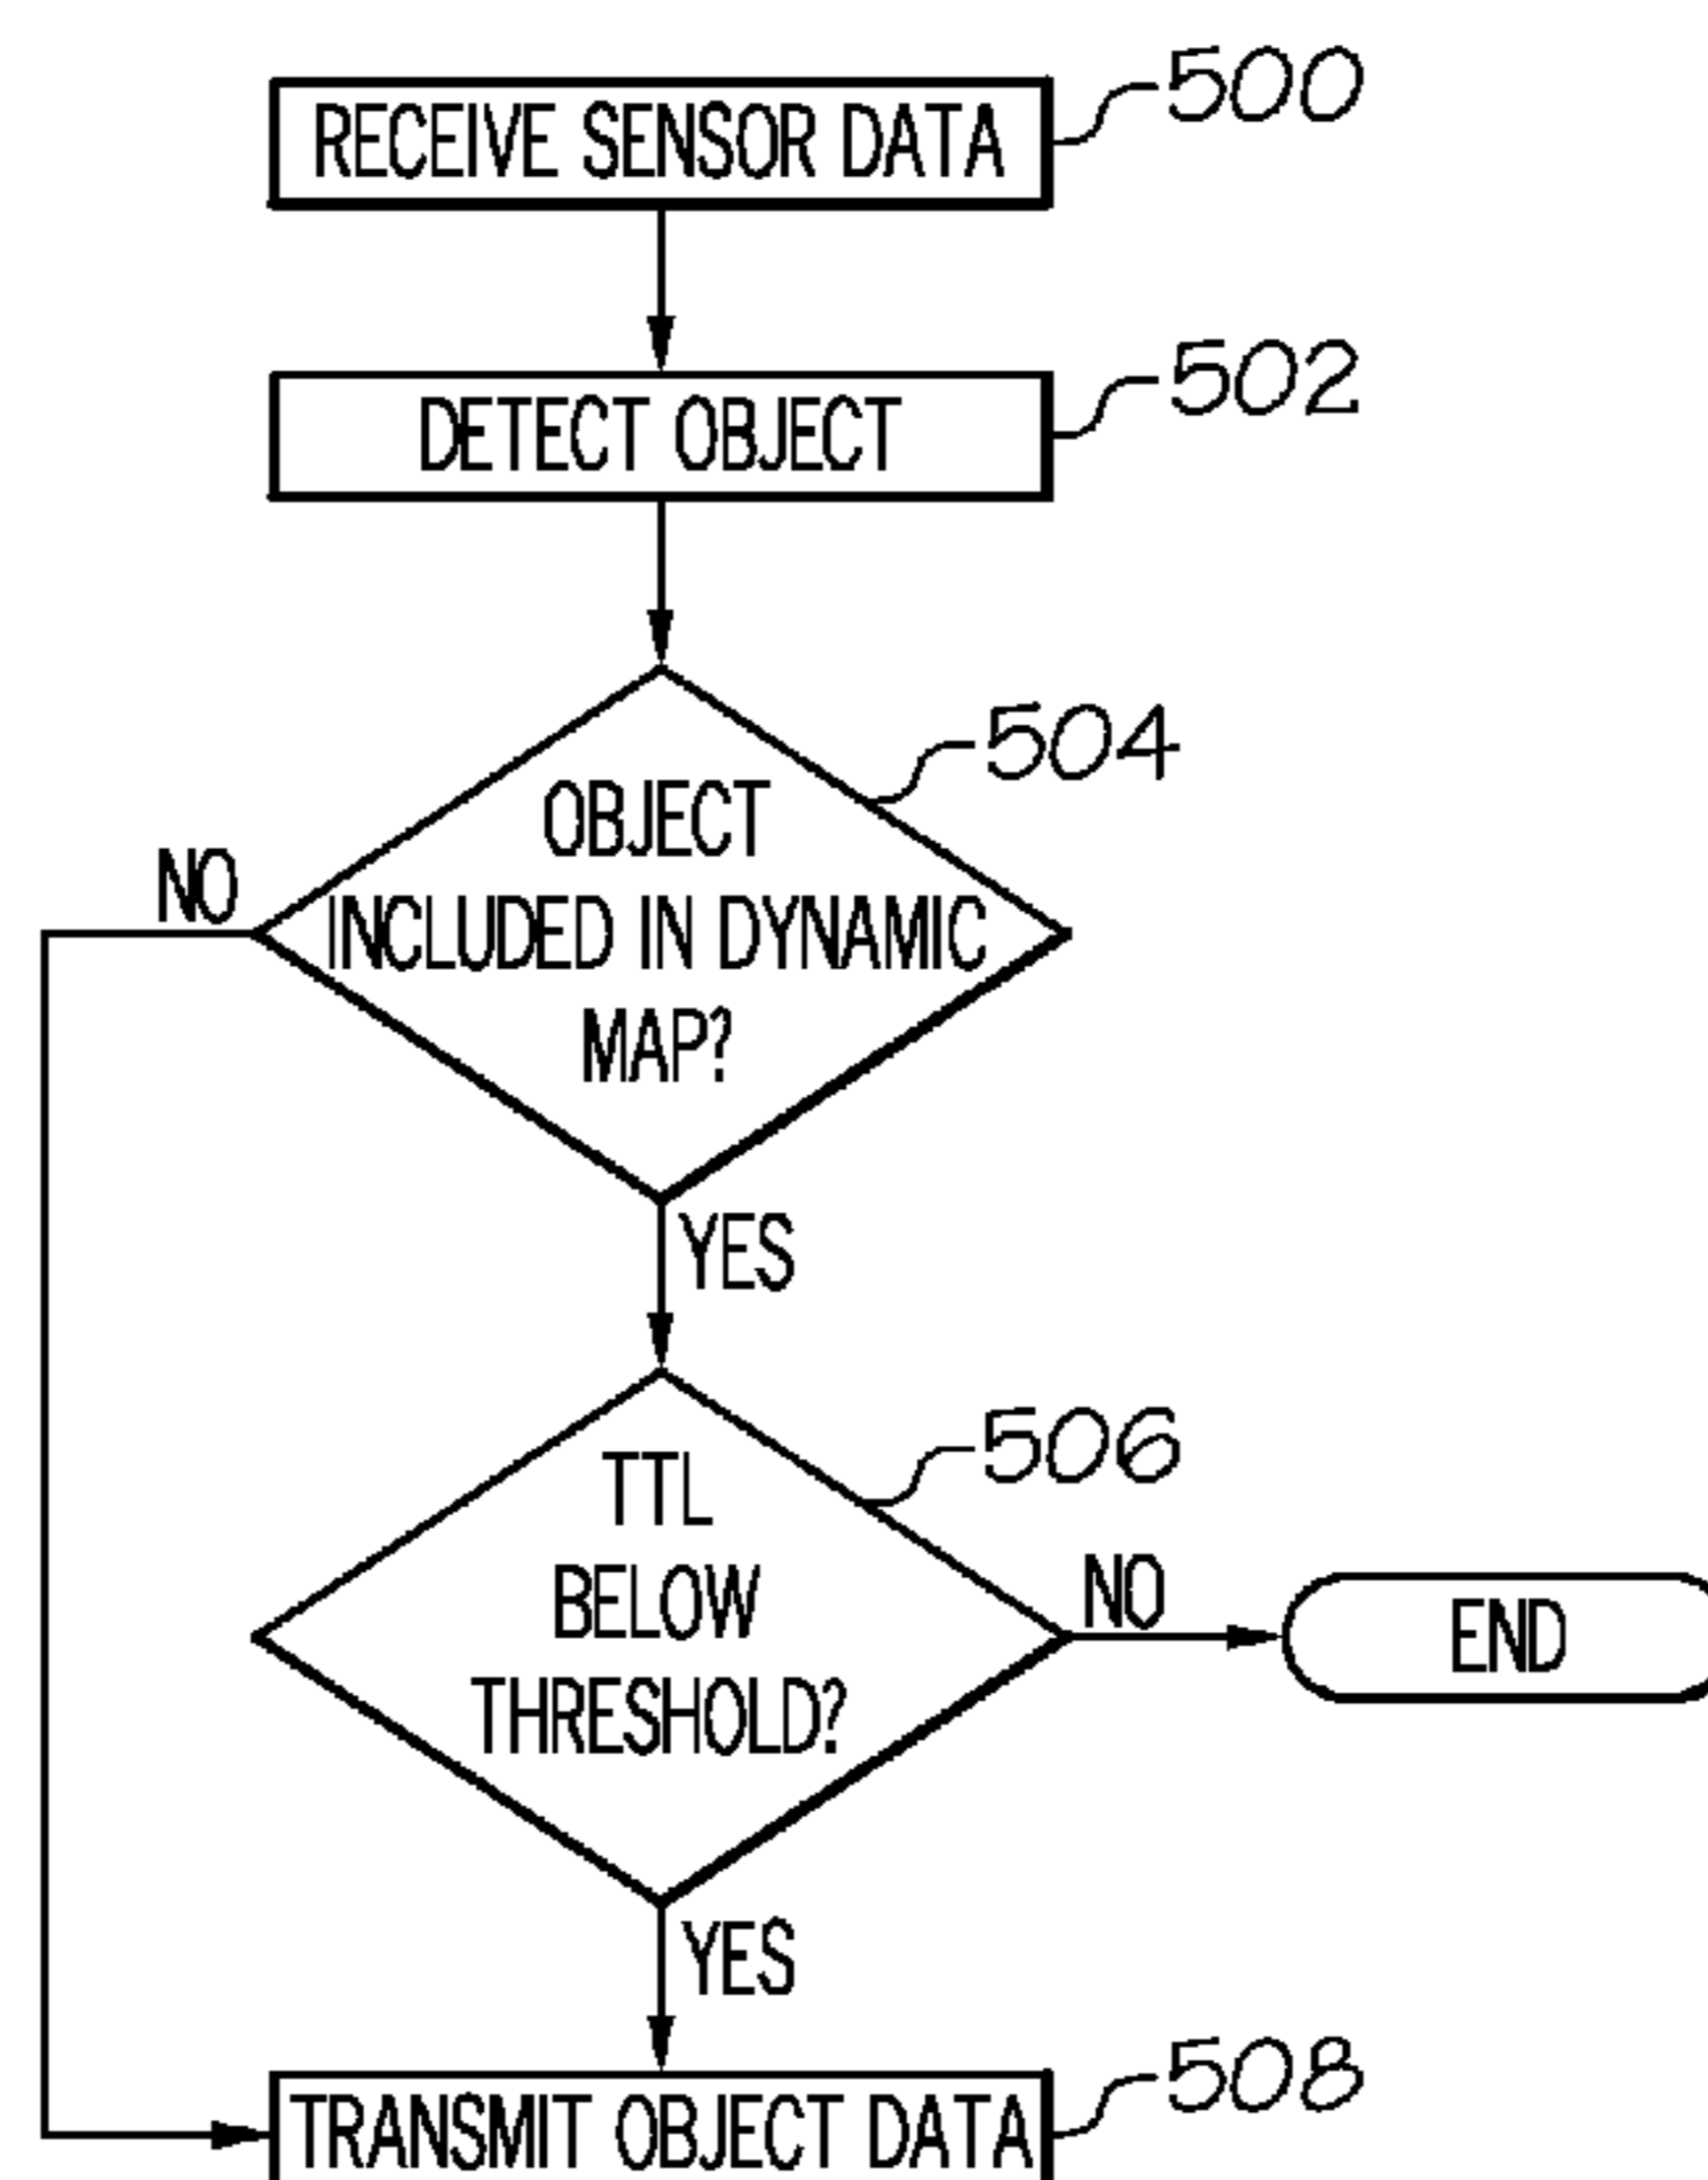 RECEIVE SENSOR DATA
500
DETECT OBJECT
502
504
OBJECT
INCLUDED IN DYNAMIC
MAP?
NO
YES
506
TTL
BELOW
THRESHOLD?
NO
END
YES
TRANSMIT OBJECT DATA
508